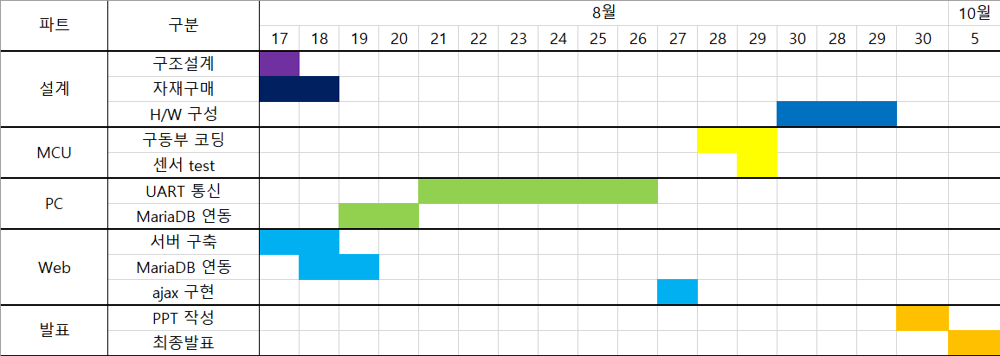 파트 구분 8월 10월
17 18 19 20 21 22 23 24 25 26 27 28 29 30 28 29 30 5
설계 구조설계
자재구매
H/W 구성
MCU 구동부 코딩
센서 test
PC UART 통신
MariaDB 연동
Web 서버 구축
MariaDB 연동
ajax 구현
발표 PPT 작성
최종발표